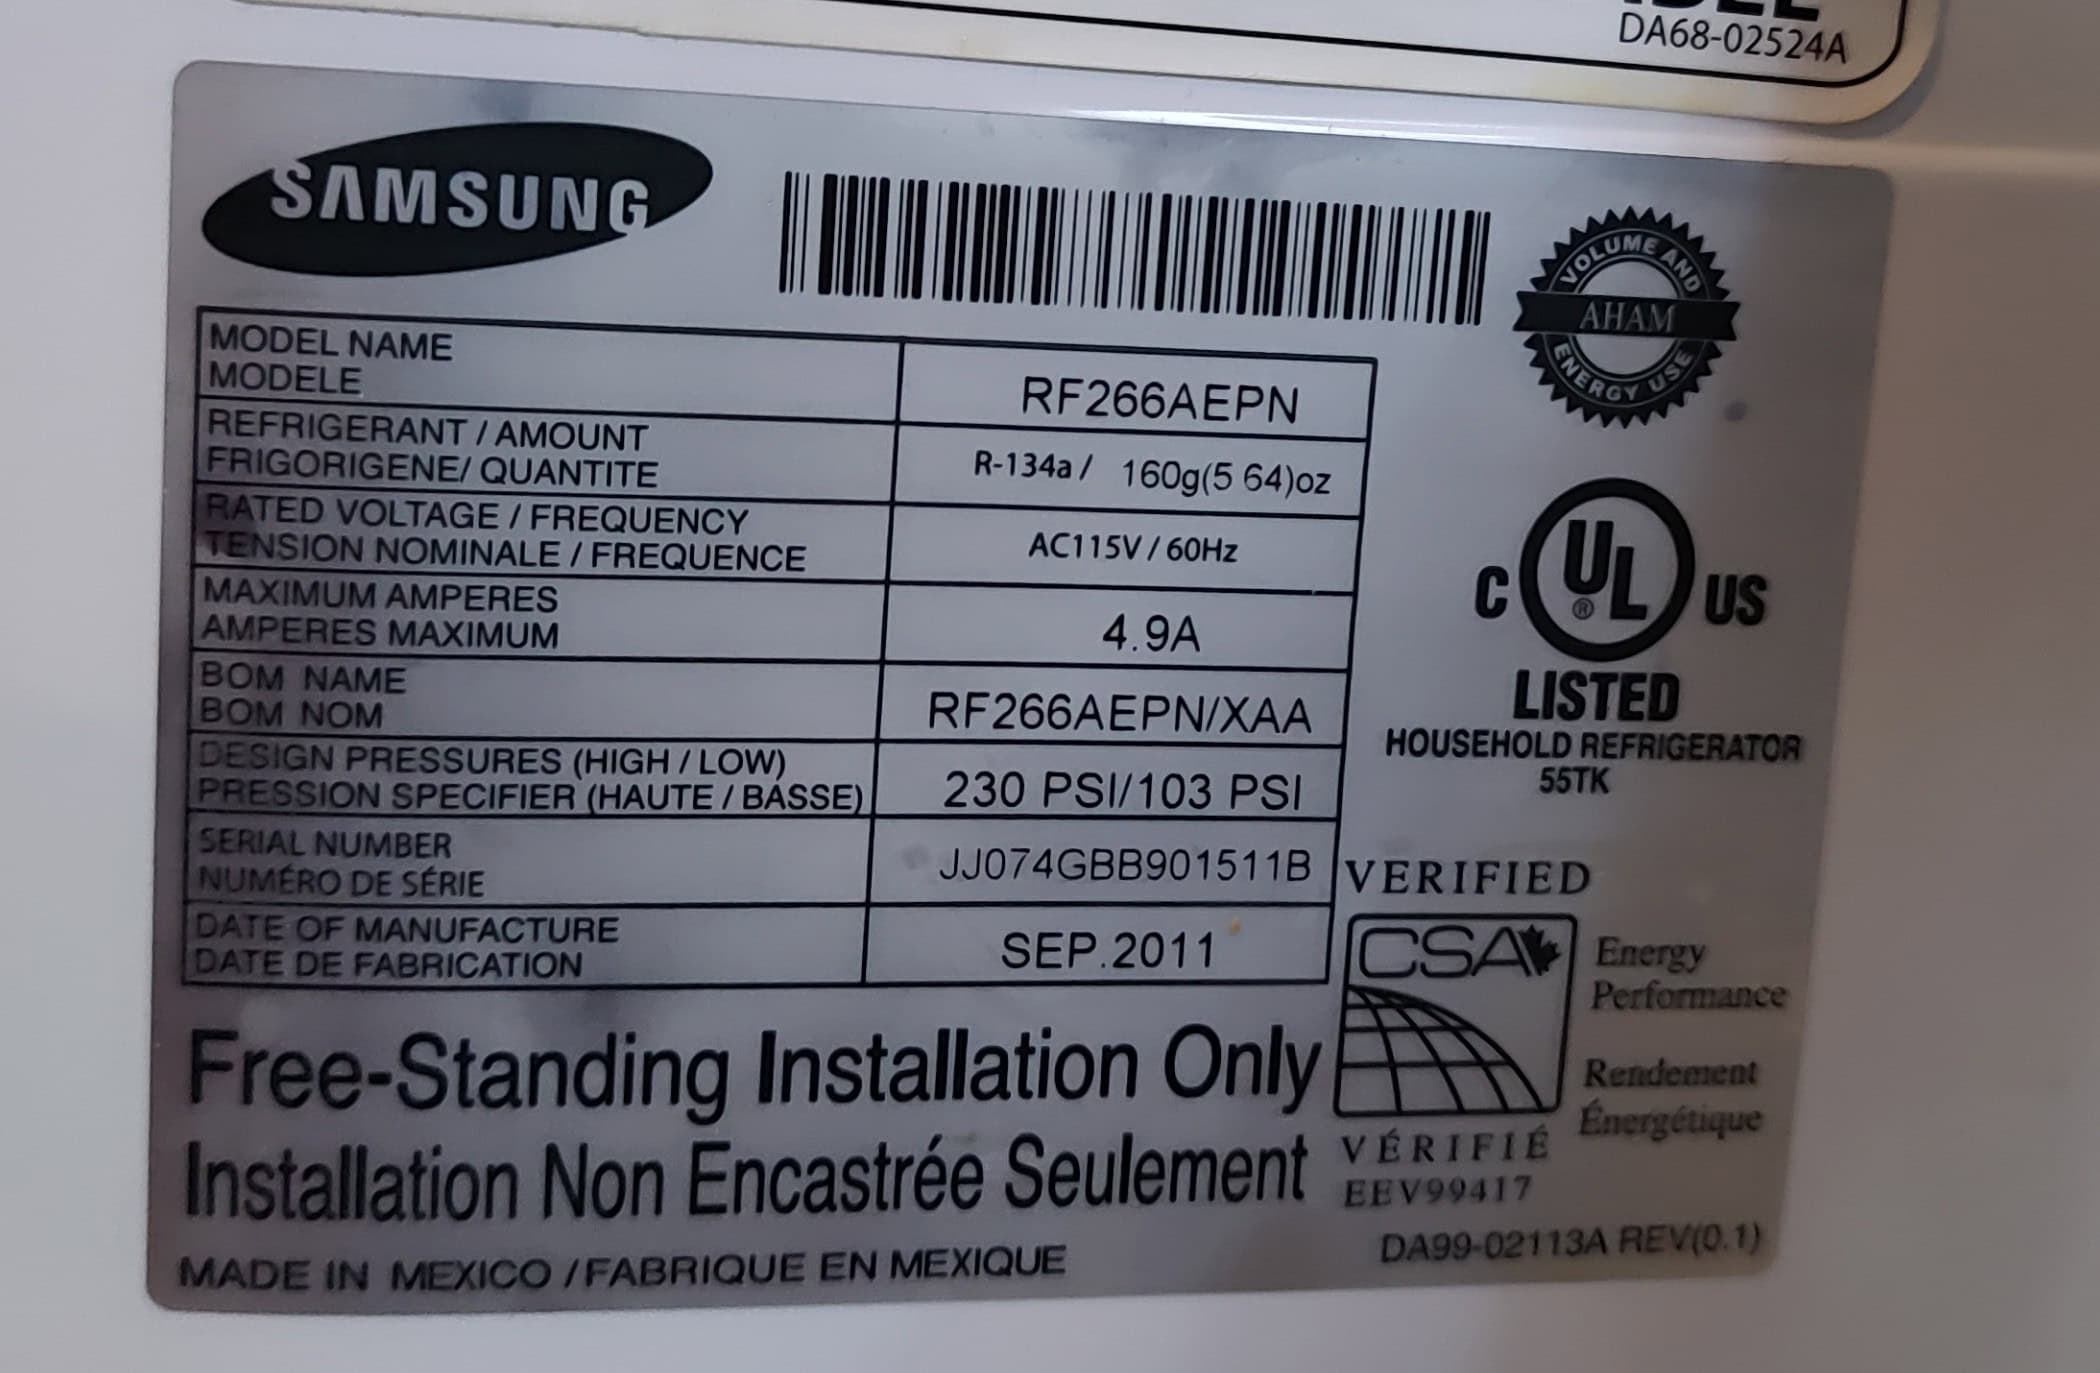 DA68-02524A
SAMSUNG
VOLUME AND
AHAM
ENERGY USE
MODEL NAME
MODELE
RF266AEPN
REFRIGERANT / AMOUNT
FRIGORIGENE/ QUANTITE
R-134a / 160g(5 64)oz
RATED VOLTAGE / FREQUENCY
TENSION NOMINALE / FREQUENCE
AC115V / 60Hz
MAXIMUM AMPERES
AMPERES MAXIMUM
4.9A
BOM NAME
BOM NOM
RF266AEPN/XAA
DESIGN PRESSURES (HIGH / LOW)
PRESSION SPECIFIER (HAUTE / BASSE)
230 PSI/103 PSI
SERIAL NUMBER
NUMÉRO DE SÉRIE
JJ074GBB901511B
DATE OF MANUFACTURE
DATE DE FABRICATION
SEP.2011
C UL ® US
LISTED
HOUSEHOLD REFRIGERATOR
55TK
VERIFIED
CSA
Energy
Performance
Rendement
Énergétique
VÉRIFIÉ
EEV99417
Free-Standing Installation Only
Installation Non Encastrée Seulement
MADE IN MEXICO / FABRIQUE EN MEXIQUE
DA99-02113A REV(0.1)